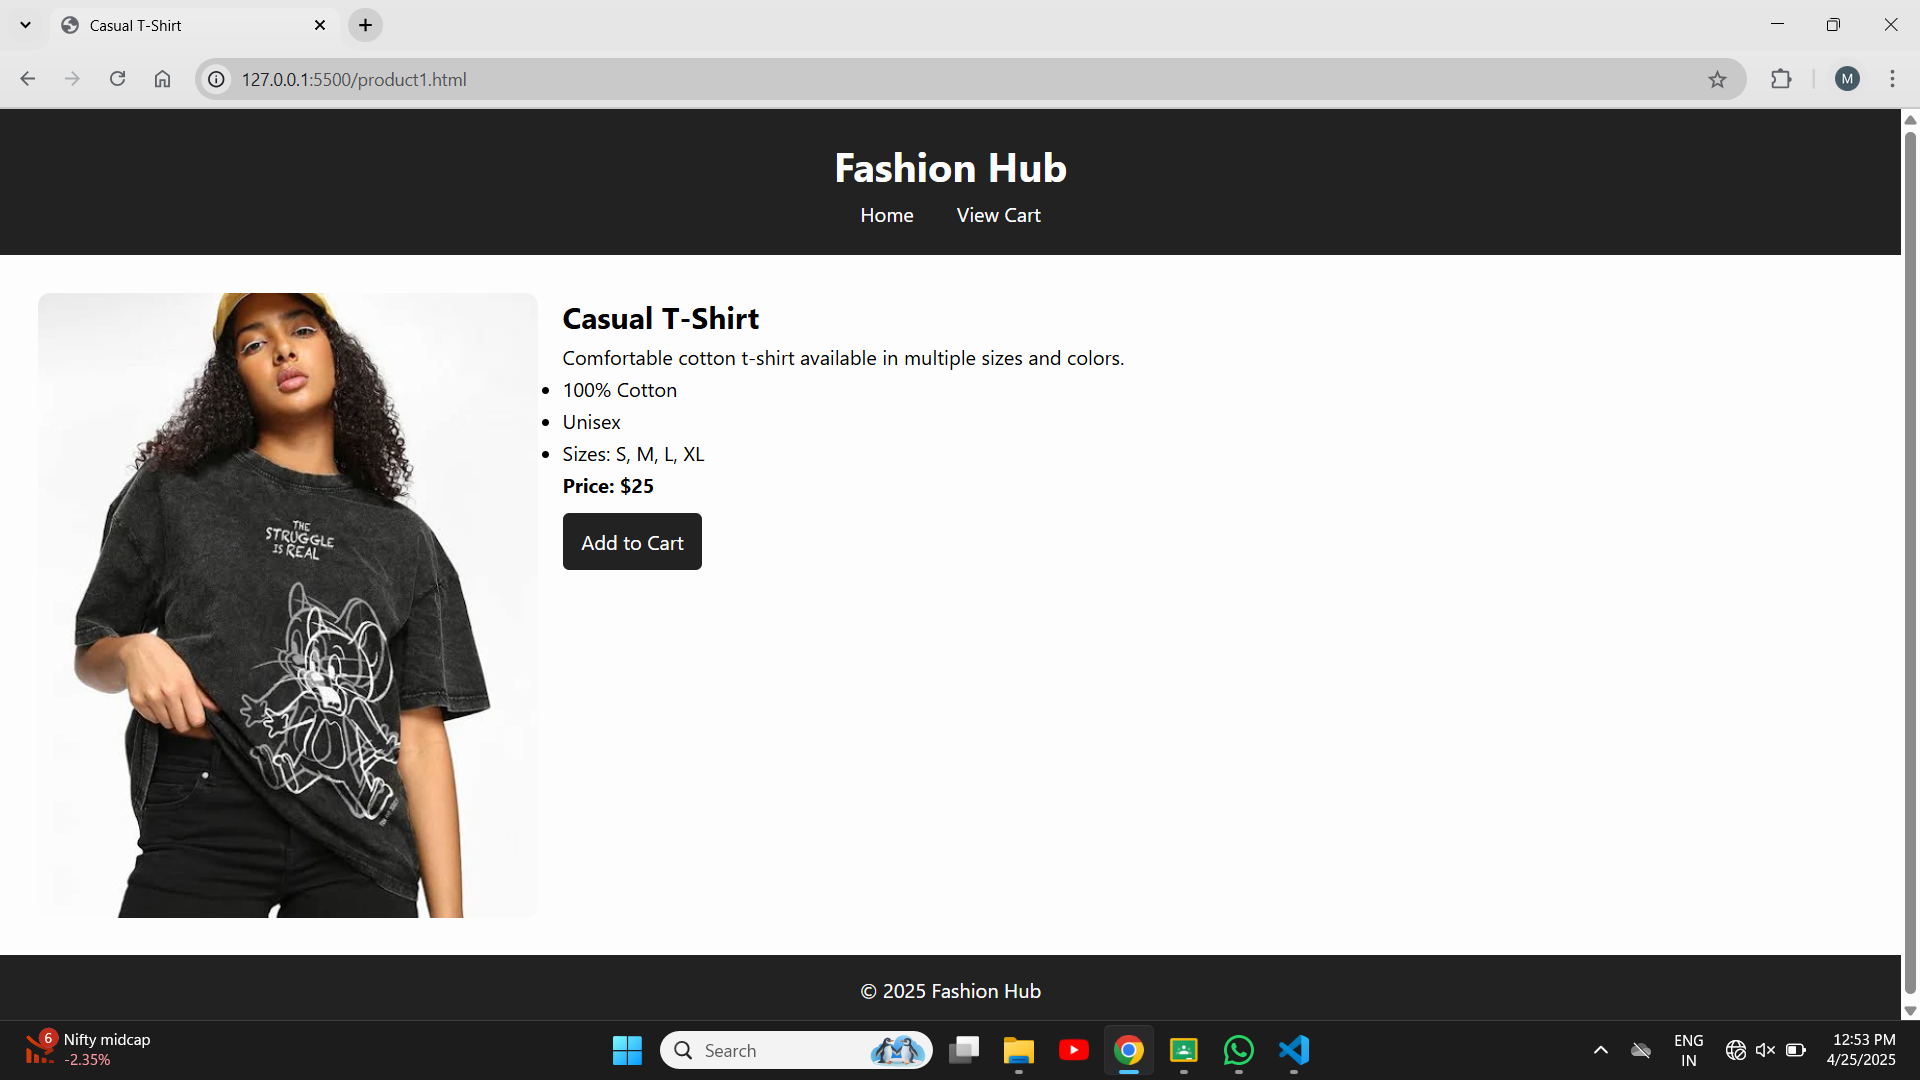 Casual T-Shirt
127.0.0.1:5500/product1.html
M
Fashion Hub
Home View Cart
Casual T-Shirt
Comfortable cotton t-shirt available in multiple sizes and colors.
100% Cotton
Unisex
Sizes: S, M, L, XL
Price: $25
Add to Cart
THE
STRUGGLE
IS REAL
© 2025 Fashion Hub
6
Nifty midcap
-2.35%
Search
ENG
IN
12:53 PM
4/25/2025